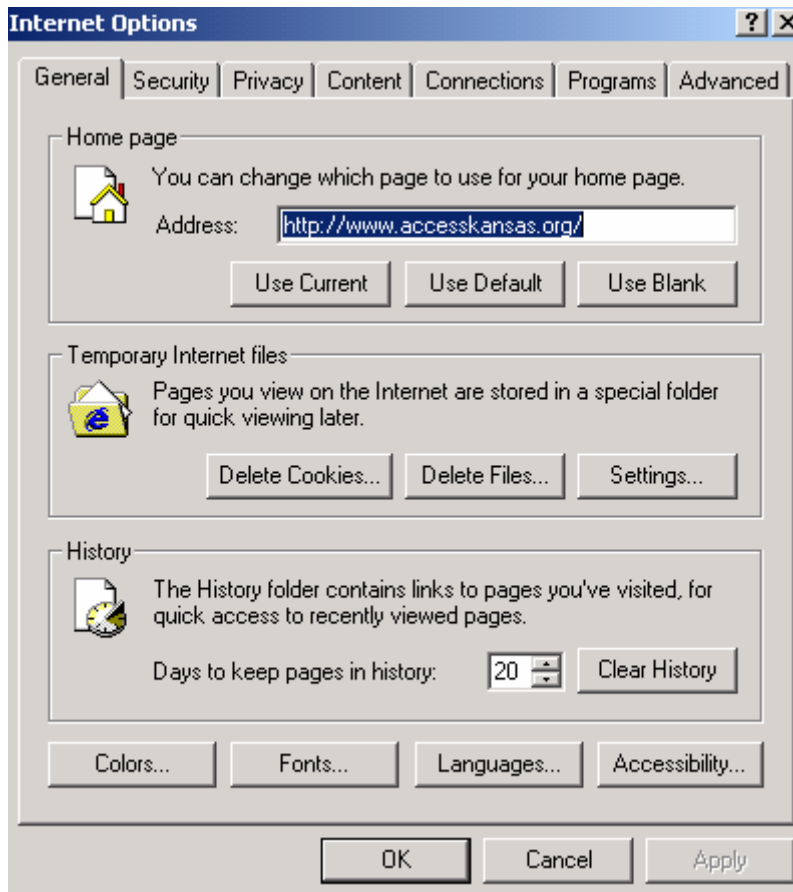 Internet Options
General Security Privacy Content Connections Programs Advanced
Home page
You can change which page to use for your home page.
Address: http://www.accesskansas.org/
Use Current Use Default Use Blank
Temporary Internet files
Pages you view on the Internet are stored in a special folder
for quick viewing later.
Delete Cookies... Delete Files... Settings...
History
The History folder contains links to pages you've visited, for
quick access to recently viewed pages.
Days to keep pages in history: 20 Clear History
Colors... Fonts... Languages... Accessibility...
OK Cancel Apply